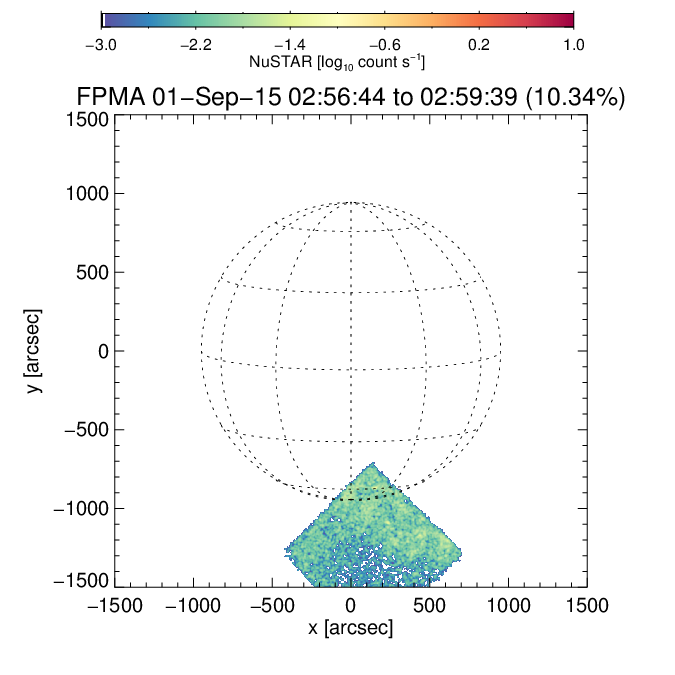 −3.0 −2.2 −1.4 −0.6 0.2 1.0
NuSTAR [log₁₀ count s⁻¹]
FPMA 01−Sep−15 02:56:44 to 02:59:39 (10.34%)
1500
1000
500
0
−500
−1000
−1500
y [arcsec]
−1500 −1000 −500 0 500 1000 1500
x [arcsec]